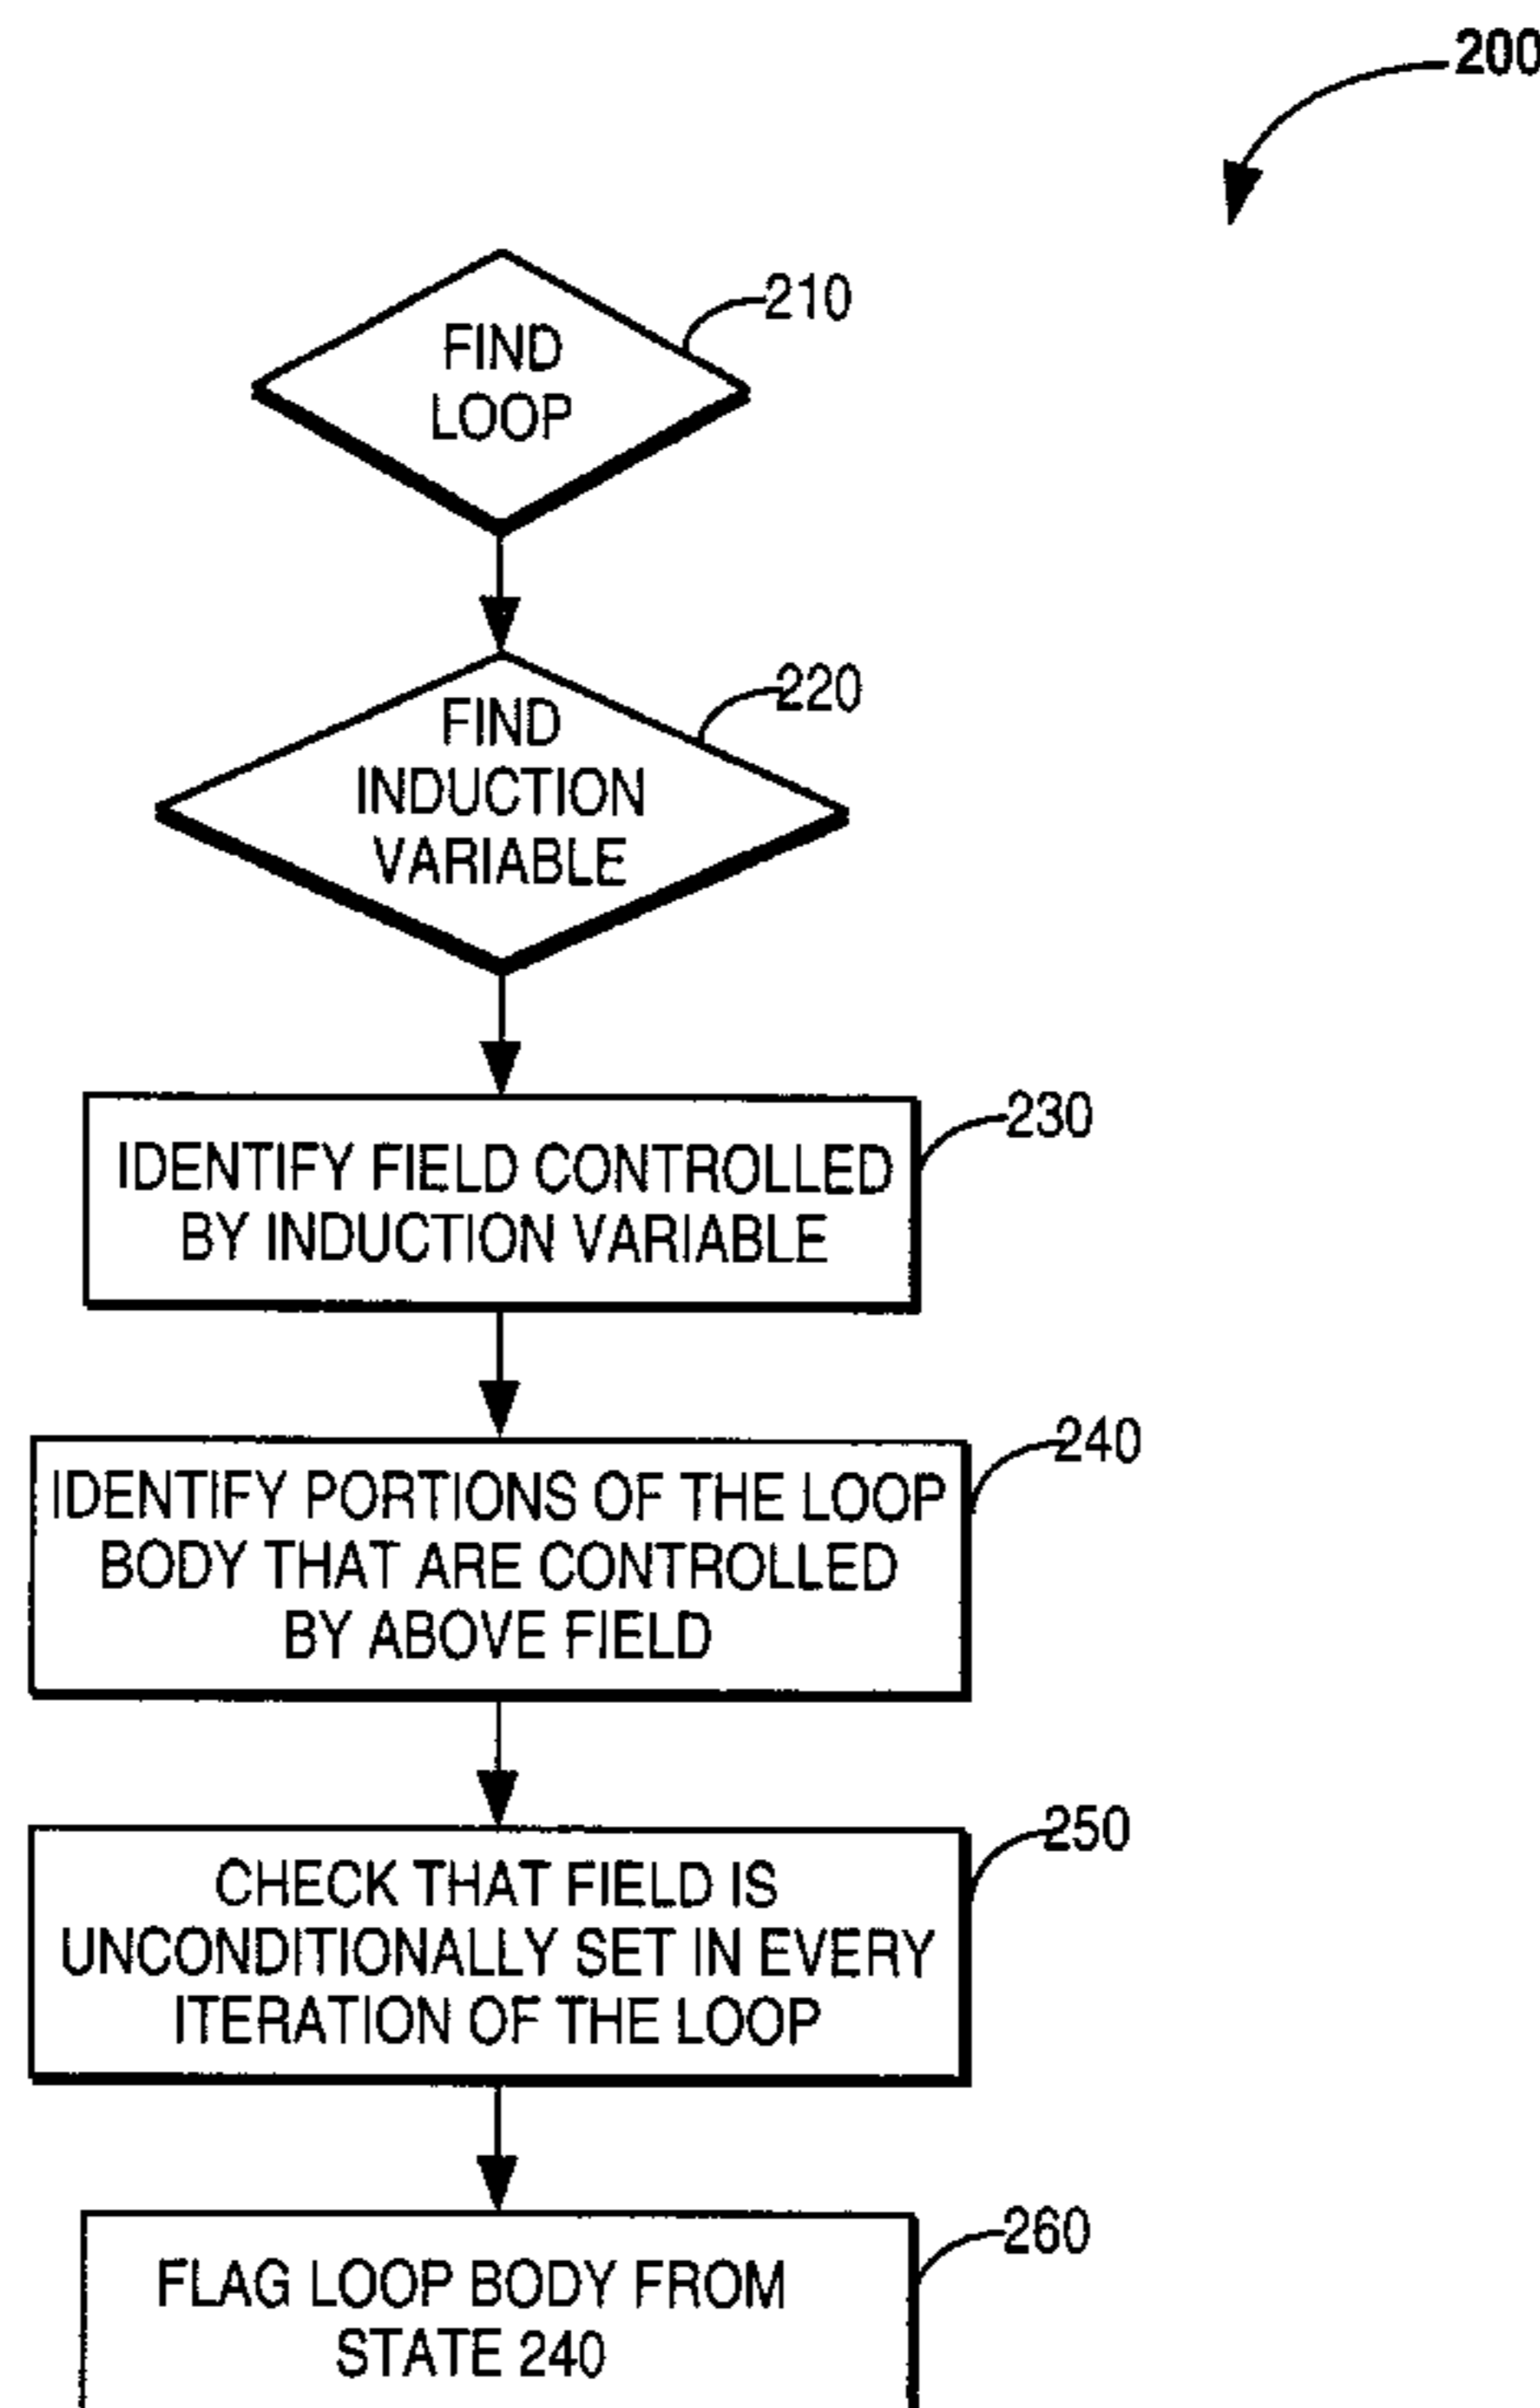 200
210
FIND
LOOP
220
FIND
INDUCTION
VARIABLE
230
IDENTIFY FIELD CONTROLLED
BY INDUCTION VARIABLE
240
IDENTIFY PORTIONS OF THE LOOP
BODY THAT ARE CONTROLLED
BY ABOVE FIELD
250
CHECK THAT FIELD IS
UNCONDITIONALLY SET IN EVERY
ITERATION OF THE LOOP
260
FLAG LOOP BODY FROM
STATE 240